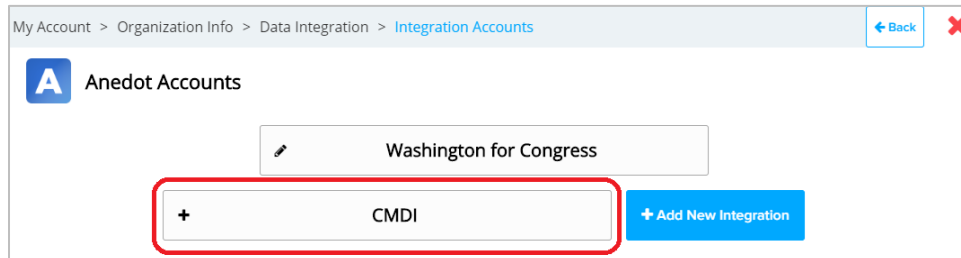 My Account > Organization Info > Data Integration > Integration Accounts
Back
A Anedot Accounts
Washington for Congress
+ CMDI
+ Add New Integration